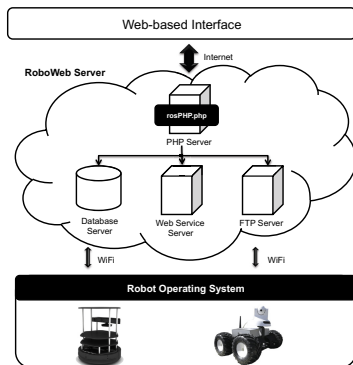 Web-based Interface
Internet
RoboWeb Server
rosPHP.php
PHP Server
Database
Server
Web Service
Server
FTP Server
WiFi
WiFi
Robot Operating System